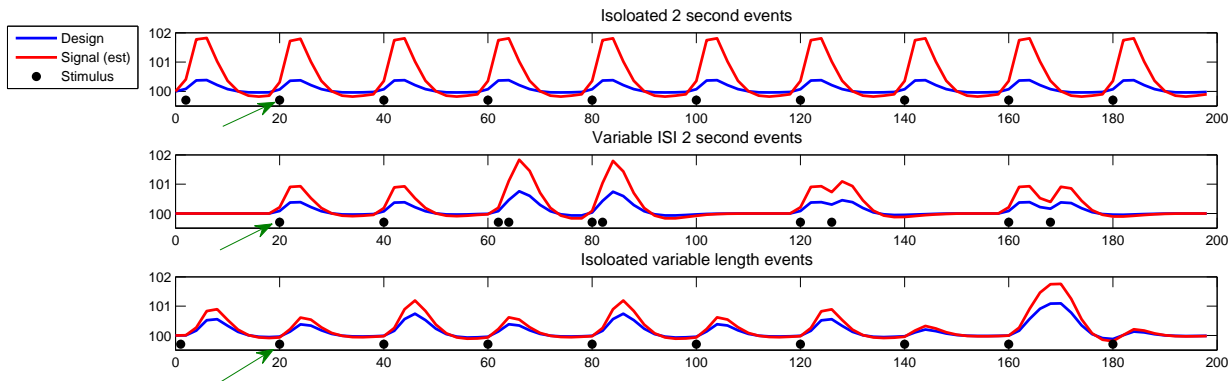 Isoloated 2 second events
Design
Signal (est)
Stimulus
102
101
100
0 20 40 60 80 100 120 140 160 180 200
Variable ISI 2 second events
102
101
100
0 20 40 60 80 100 120 140 160 180 200
Isoloated variable length events
102
101
100
0 20 40 60 80 100 120 140 160 180 200